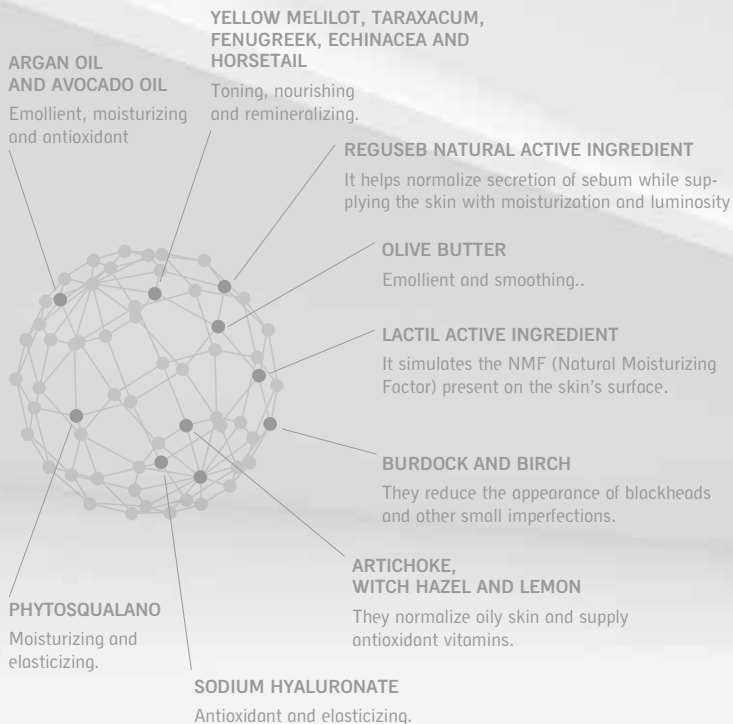 YELLOW MELILOT, TARAXACUM,
FENUGREEK, ECHINACEA AND
HORSETAIL
Toning, nourishing
and remineralizing.
ARGAN OIL
AND AVOCADO OIL
Emollient, moisturizing
and antioxidant
REGUSEB NATURAL ACTIVE INGREDIENT
It helps normalize secretion of sebum while sup-
plying the skin with moisturization and luminosity
OLIVE BUTTER
Emollient and smoothing..
LACTIL ACTIVE INGREDIENT
It simulates the NMF (Natural Moisturizing
Factor) present on the skin's surface.
BURDOCK AND BIRCH
They reduce the appearance of blackheads
and other small imperfections.
ARTICHOKE,
WITCH HAZEL AND LEMON
They normalize oily skin and supply
antioxidant vitamins.
PHYTOSQUALANO
Moisturizing and
elasticizing.
SODIUM HYALURONATE
Antioxidant and elasticizing.